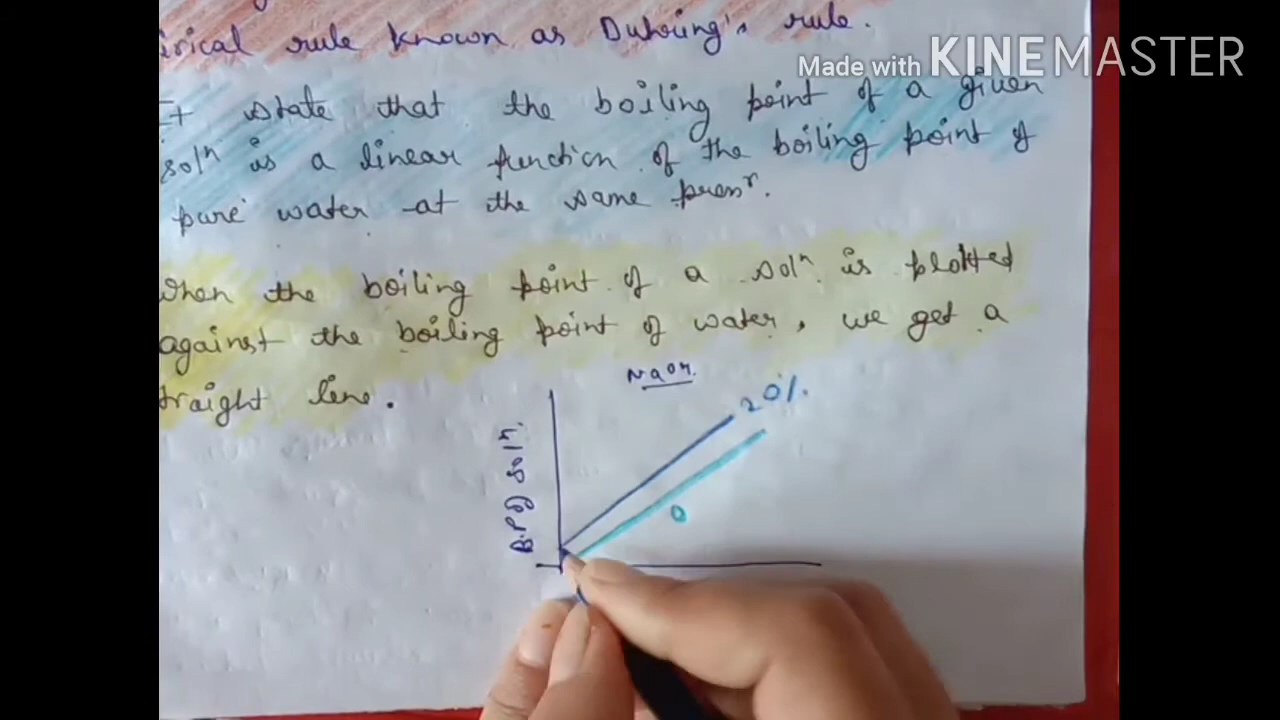 irical rule known as Duhring's rule.
Made with KINEMASTER
It state that the boiling point of a given
solⁿ is a linear function of the boiling point of
pure water at the same presʳ.
When the boiling point of a solⁿ is plotted
against the boiling point of water, we get a
traight line.
NaOH.
20%.
B.P of solⁿ.
0